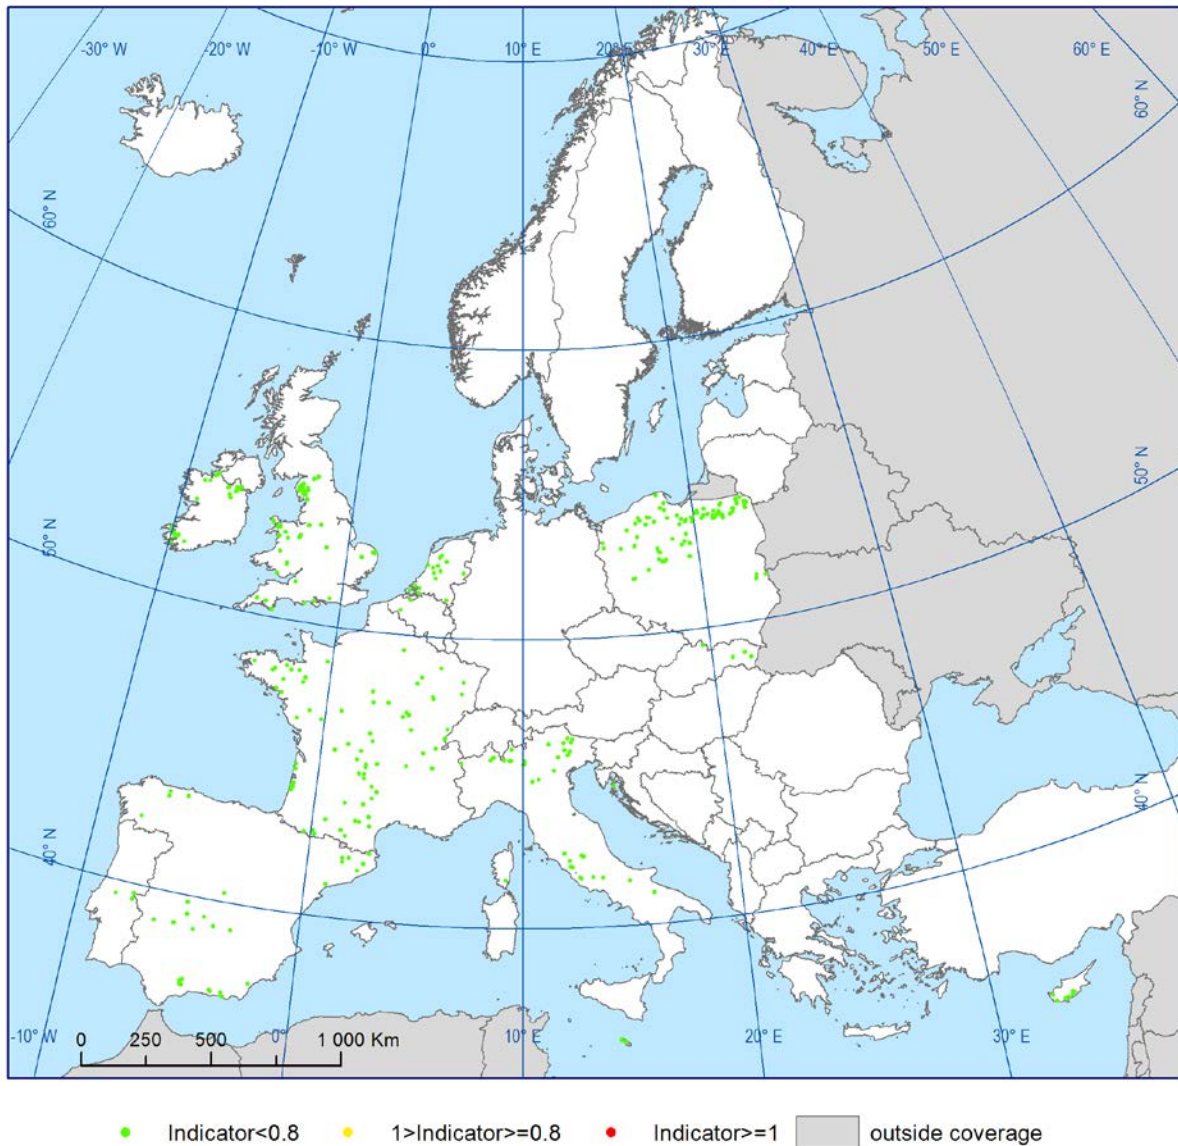 -30° W -20° W -10° W 0° 10° E 20° E 30° E 40° E 50° E 60° E
60° N
60° N
50° N
50° N
40° N
40° N
-10° W 0° 10° E 20° E 30° E
0 250 500 1 000 Km
Indicator<0.8 1>Indicator>=0.8 Indicator>=1 outside coverage